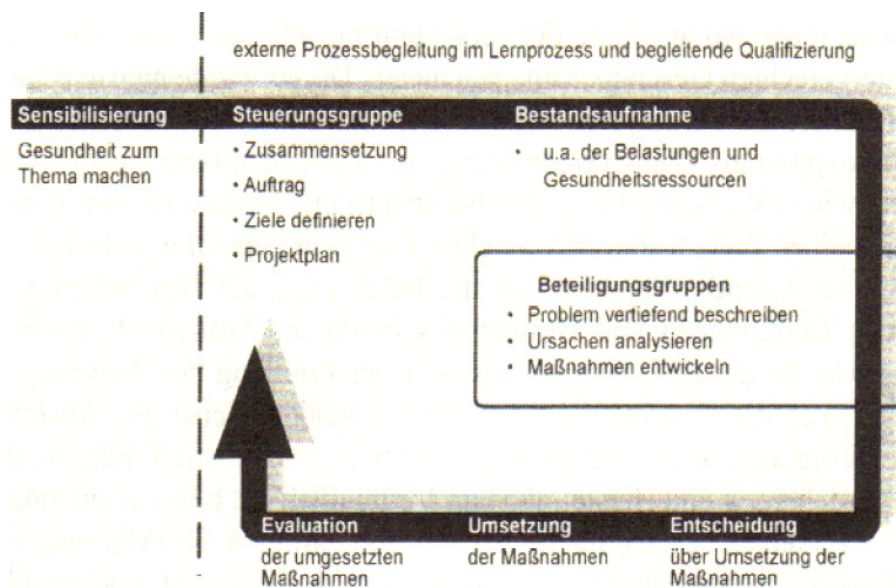 externe Prozessbegleitung im Lernprozess und begleitende Qualifizierung
Sensibilisierung
Gesundheit zum
Thema machen
Steuerungsgruppe
• Zusammensetzung
• Auftrag
• Ziele definieren
• Projektplan
Bestandsaufnahme
• u.a. der Belastungen und
Gesundheitsressourcen
Beteiligungsgruppen
• Problem vertiefend beschreiben
• Ursachen analysieren
• Maßnahmen entwickeln
Evaluation
der umgesetzten
Maßnahmen
Umsetzung
der Maßnahmen
Entscheidung
über Umsetzung der
Maßnahmen